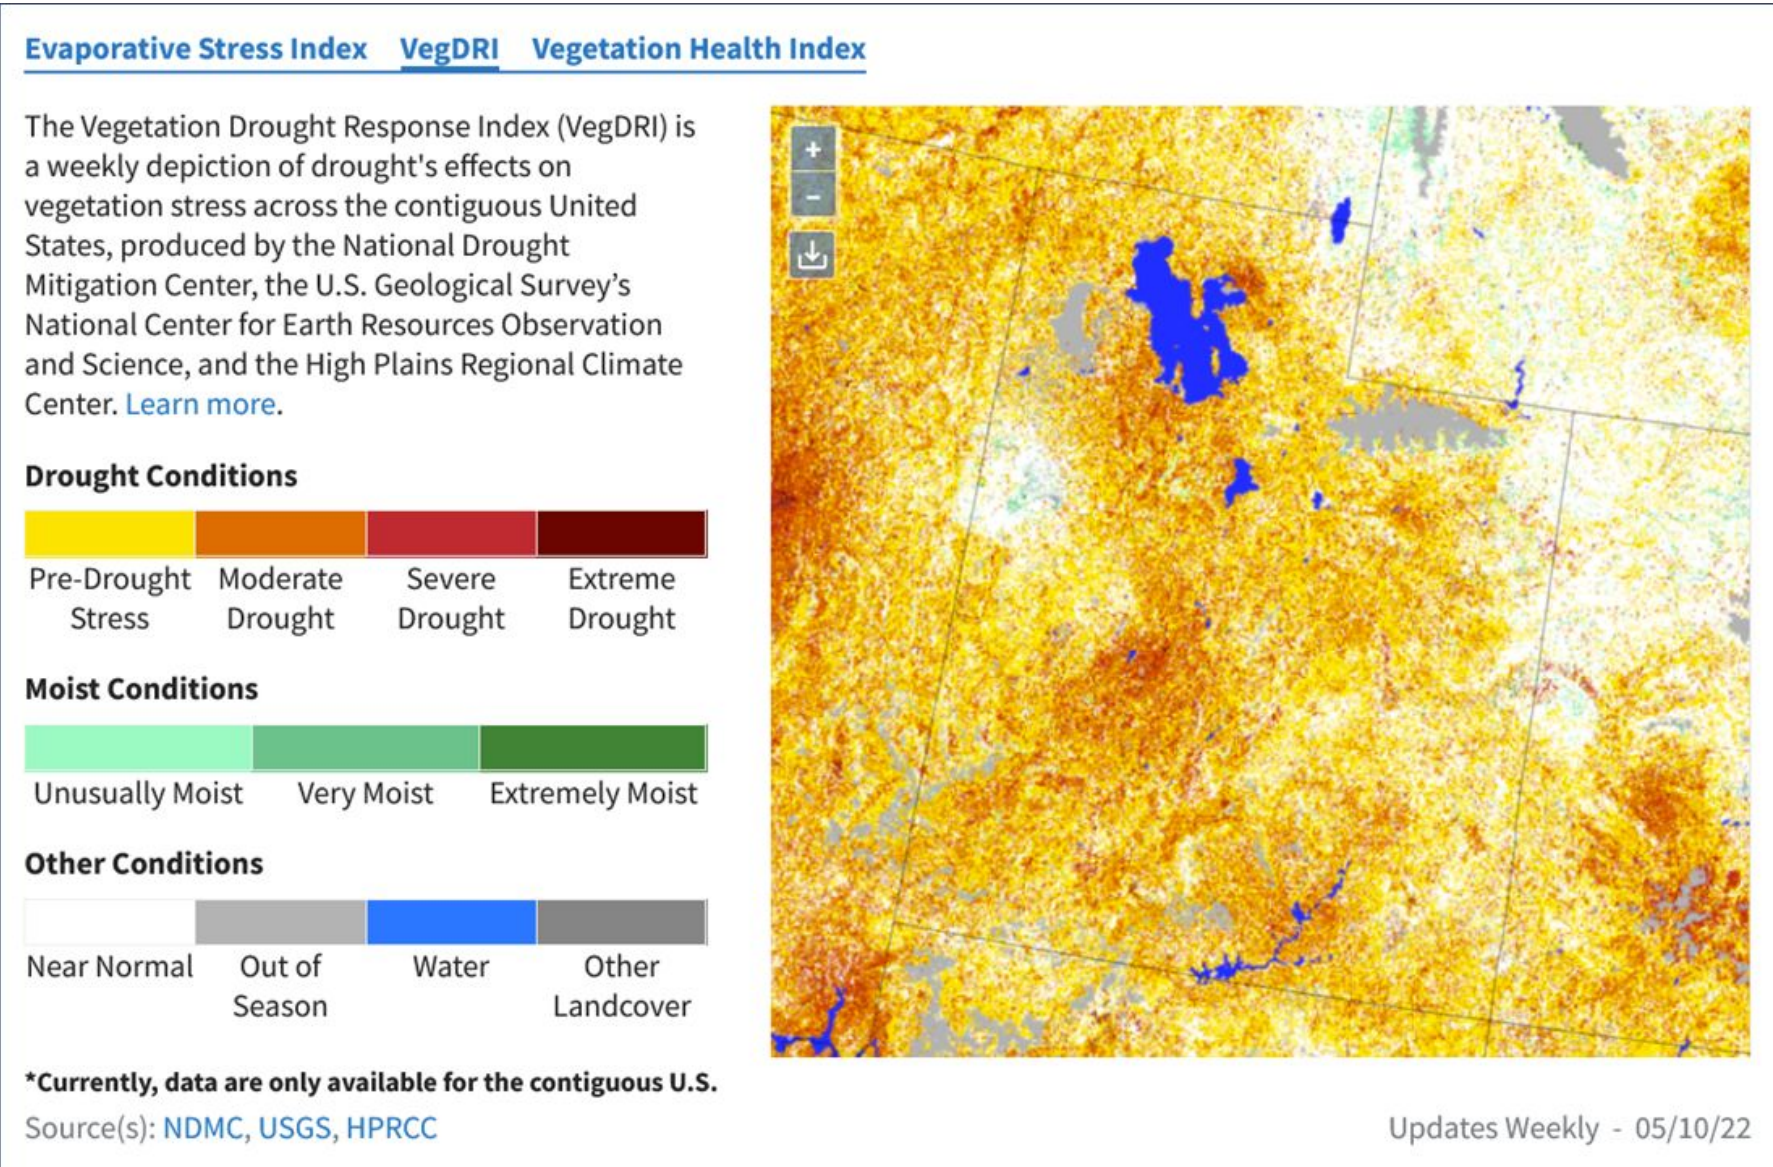 Evaporative Stress Index VegDRI Vegetation Health Index
The Vegetation Drought Response Index (VegDRI) is
a weekly depiction of drought's effects on
vegetation stress across the contiguous United
States, produced by the National Drought
Mitigation Center, the U.S. Geological Survey’s
National Center for Earth Resources Observation
and Science, and the High Plains Regional Climate
Center. Learn more.
Drought Conditions
Pre-Drought Stress
Moderate Drought
Severe Drought
Extreme Drought
Moist Conditions
Unusually Moist
Very Moist
Extremely Moist
Other Conditions
Near Normal
Out of Season
Water
Other Landcover
*Currently, data are only available for the contiguous U.S.
Source(s): NDMC, USGS, HPRCC
+
−
Updates Weekly - 05/10/22